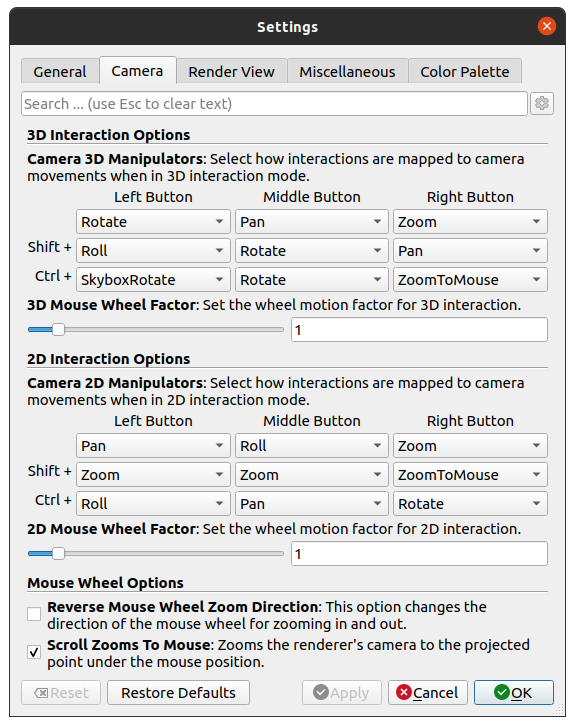 Settings
General Camera Render View Miscellaneous Color Palette
Search ... (use Esc to clear text)
3D Interaction Options
Camera 3D Manipulators: Select how interactions are mapped to camera
movements when in 3D interaction mode.
Left Button Middle Button Right Button
Rotate Pan Zoom
Shift + Roll Rotate Pan
Ctrl + SkyboxRotate Rotate ZoomToMouse
3D Mouse Wheel Factor: Set the wheel motion factor for 3D interaction.
1
2D Interaction Options
Camera 2D Manipulators: Select how interactions are mapped to camera
movements when in 2D interaction mode.
Left Button Middle Button Right Button
Pan Roll Zoom
Shift + Zoom Zoom ZoomToMouse
Ctrl + Roll Pan Rotate
2D Mouse Wheel Factor: Set the wheel motion factor for 2D interaction.
1
Mouse Wheel Options
Reverse Mouse Wheel Zoom Direction: This option changes the
direction of the mouse wheel for zooming in and out.
Scroll Zooms To Mouse: Zooms the renderer's camera to the projected
point under the mouse position.
Reset Restore Defaults Apply Cancel OK